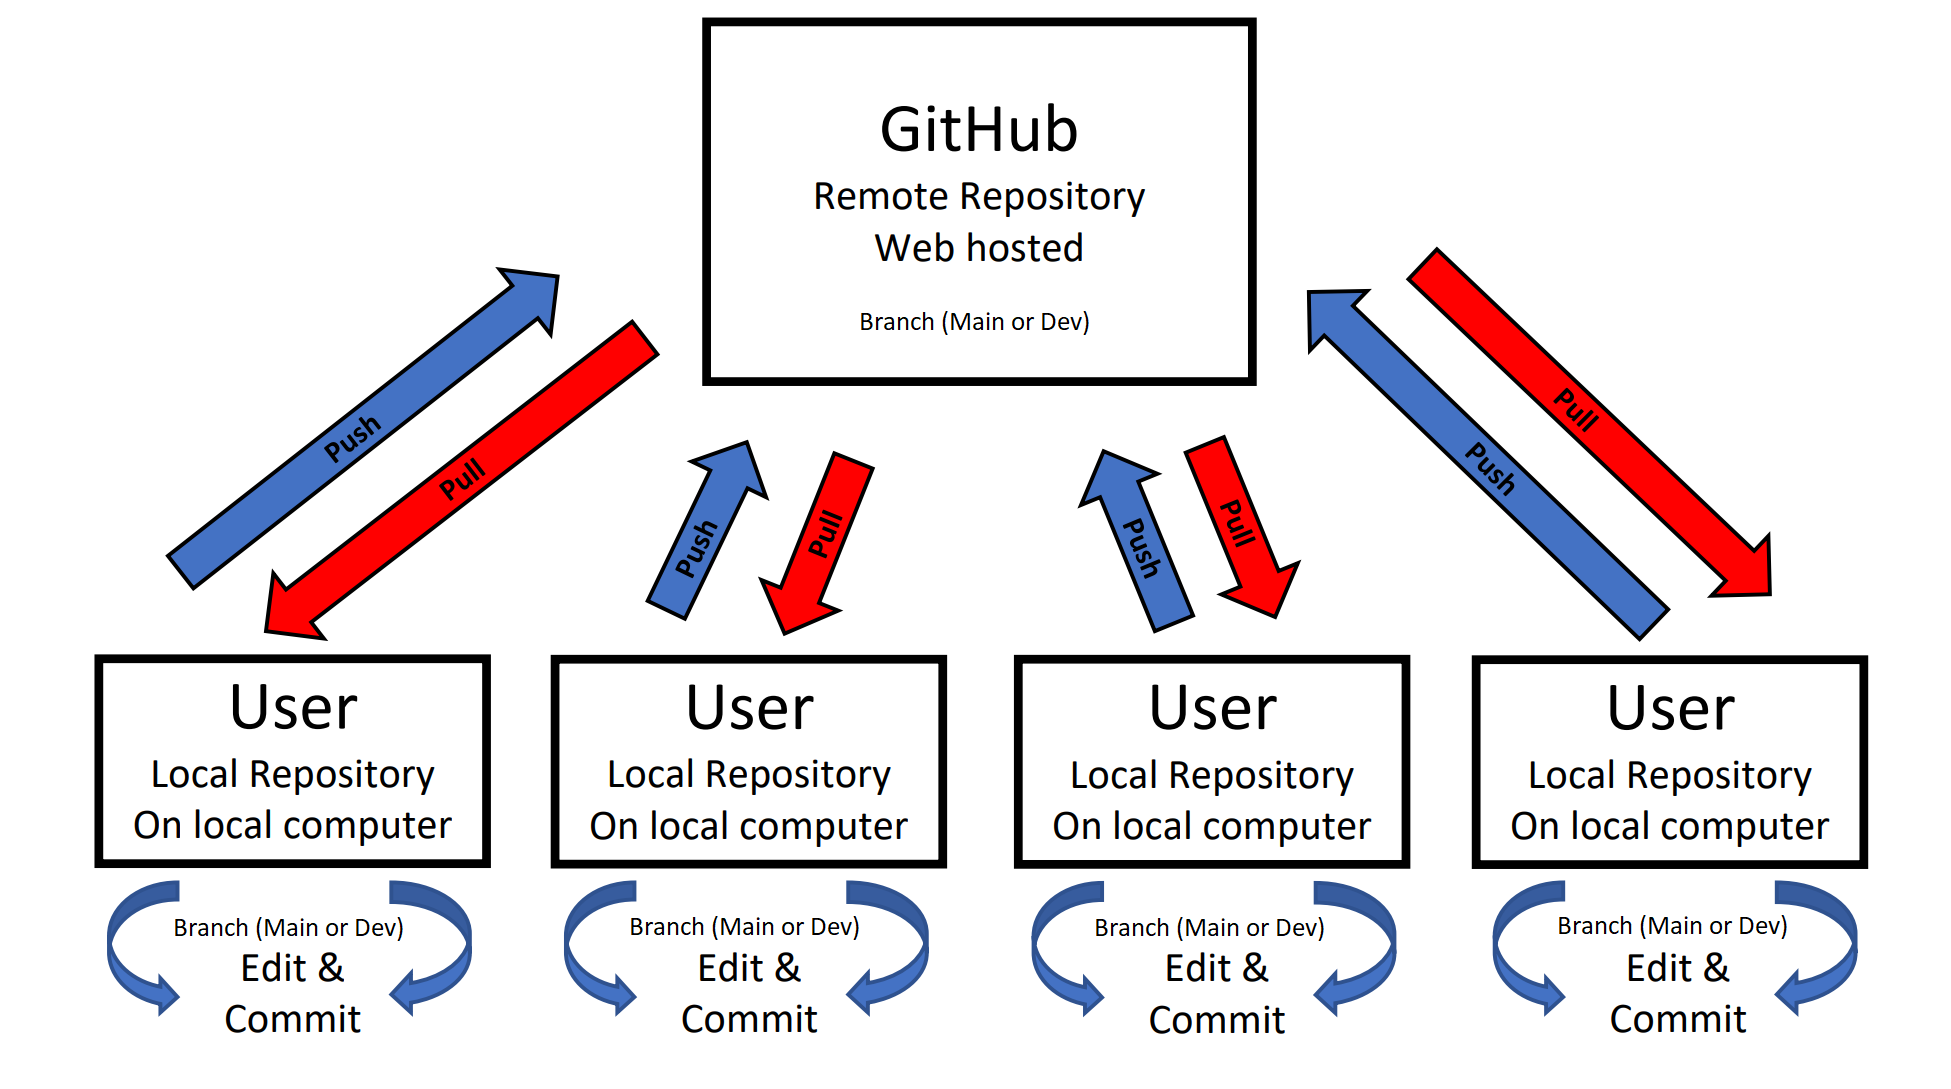 GitHub
Remote Repository
Web hosted
Branch (Main or Dev)
Push
Pull
Push
Pull
Push
Pull
Push
Pull
User
Local Repository
On local computer
User
Local Repository
On local computer
User
Local Repository
On local computer
User
Local Repository
On local computer
Branch (Main or Dev)
Edit &
Commit
Branch (Main or Dev)
Edit &
Commit
Branch (Main or Dev)
Edit &
Commit
Branch (Main or Dev)
Edit &
Commit